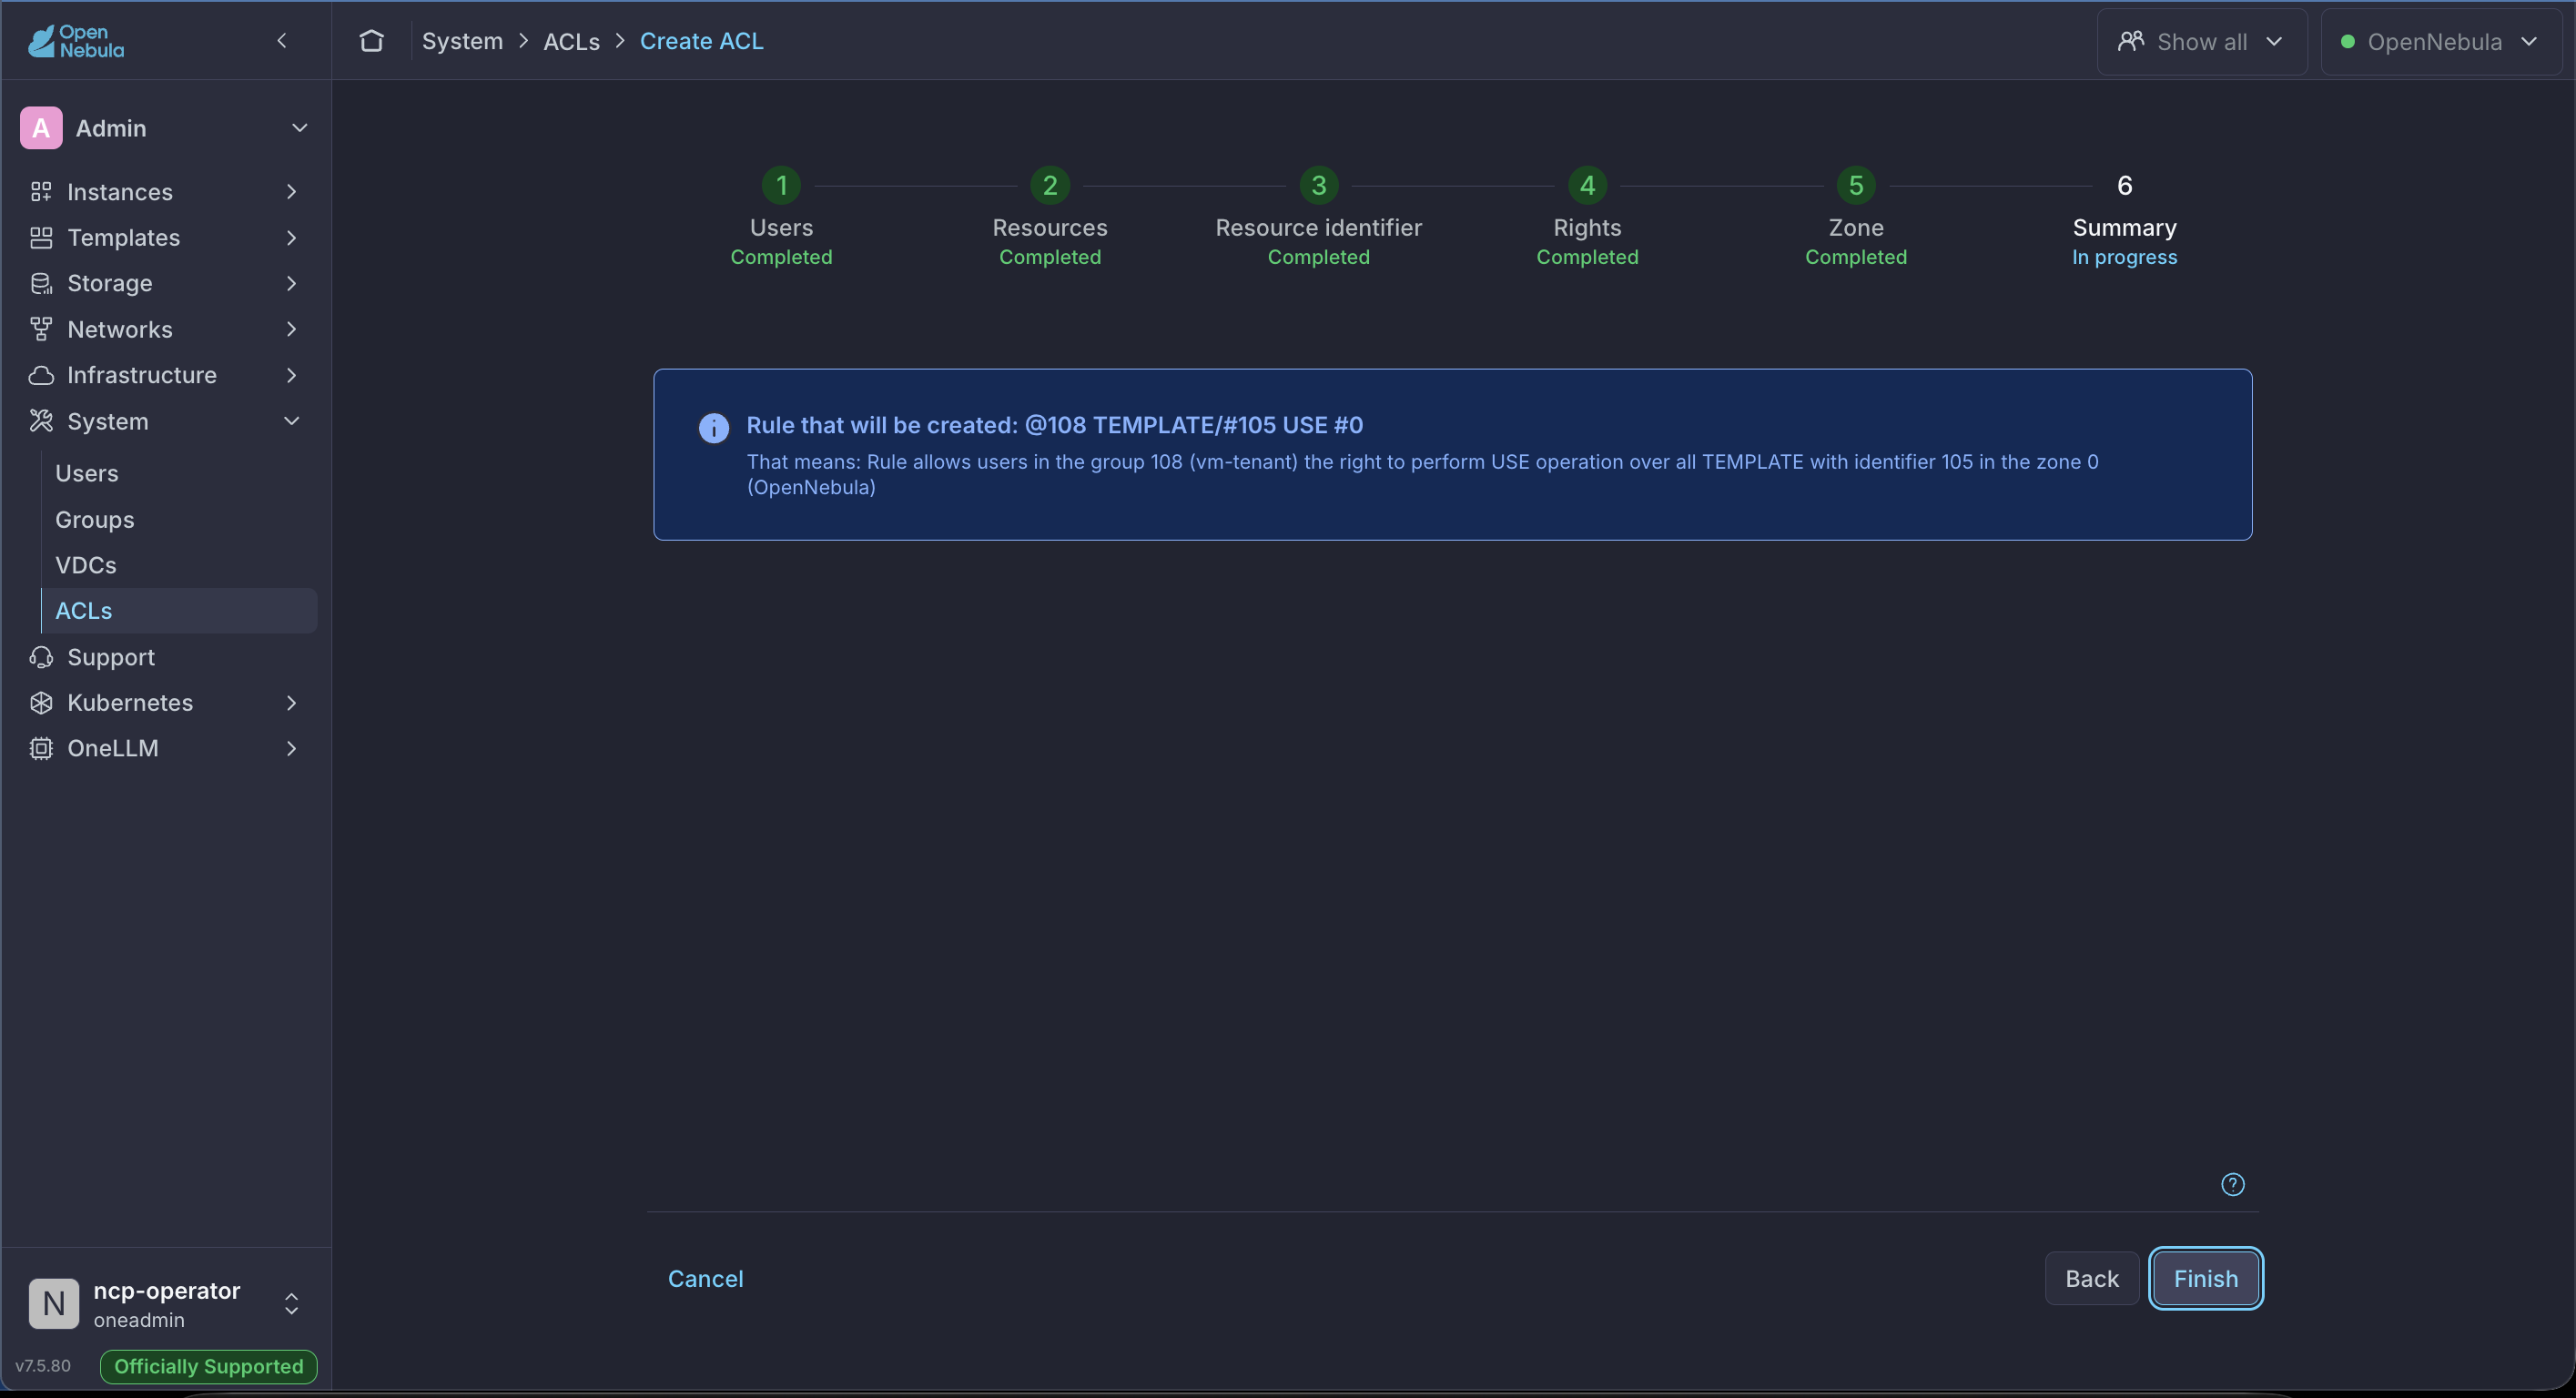 Open
Nebula
System > ACLs > Create ACL
Show all
OpenNebula
A Admin
Instances
Templates
Storage
Networks
Infrastructure
System
Users
Groups
VDCs
ACLs
Support
Kubernetes
OneLLM
1 2 3 4 5 6
Users Resources Resource identifier Rights Zone Summary
Completed Completed Completed Completed Completed In progress
Rule that will be created: @108 TEMPLATE/#105 USE #0
That means: Rule allows users in the group 108 (vm-tenant) the right to perform USE operation over all TEMPLATE with identifier 105 in the zone 0
(OpenNebula)
?
Cancel
Back
Finish
N
ncp-operator
oneadmin
v7.5.80
Officially Supported